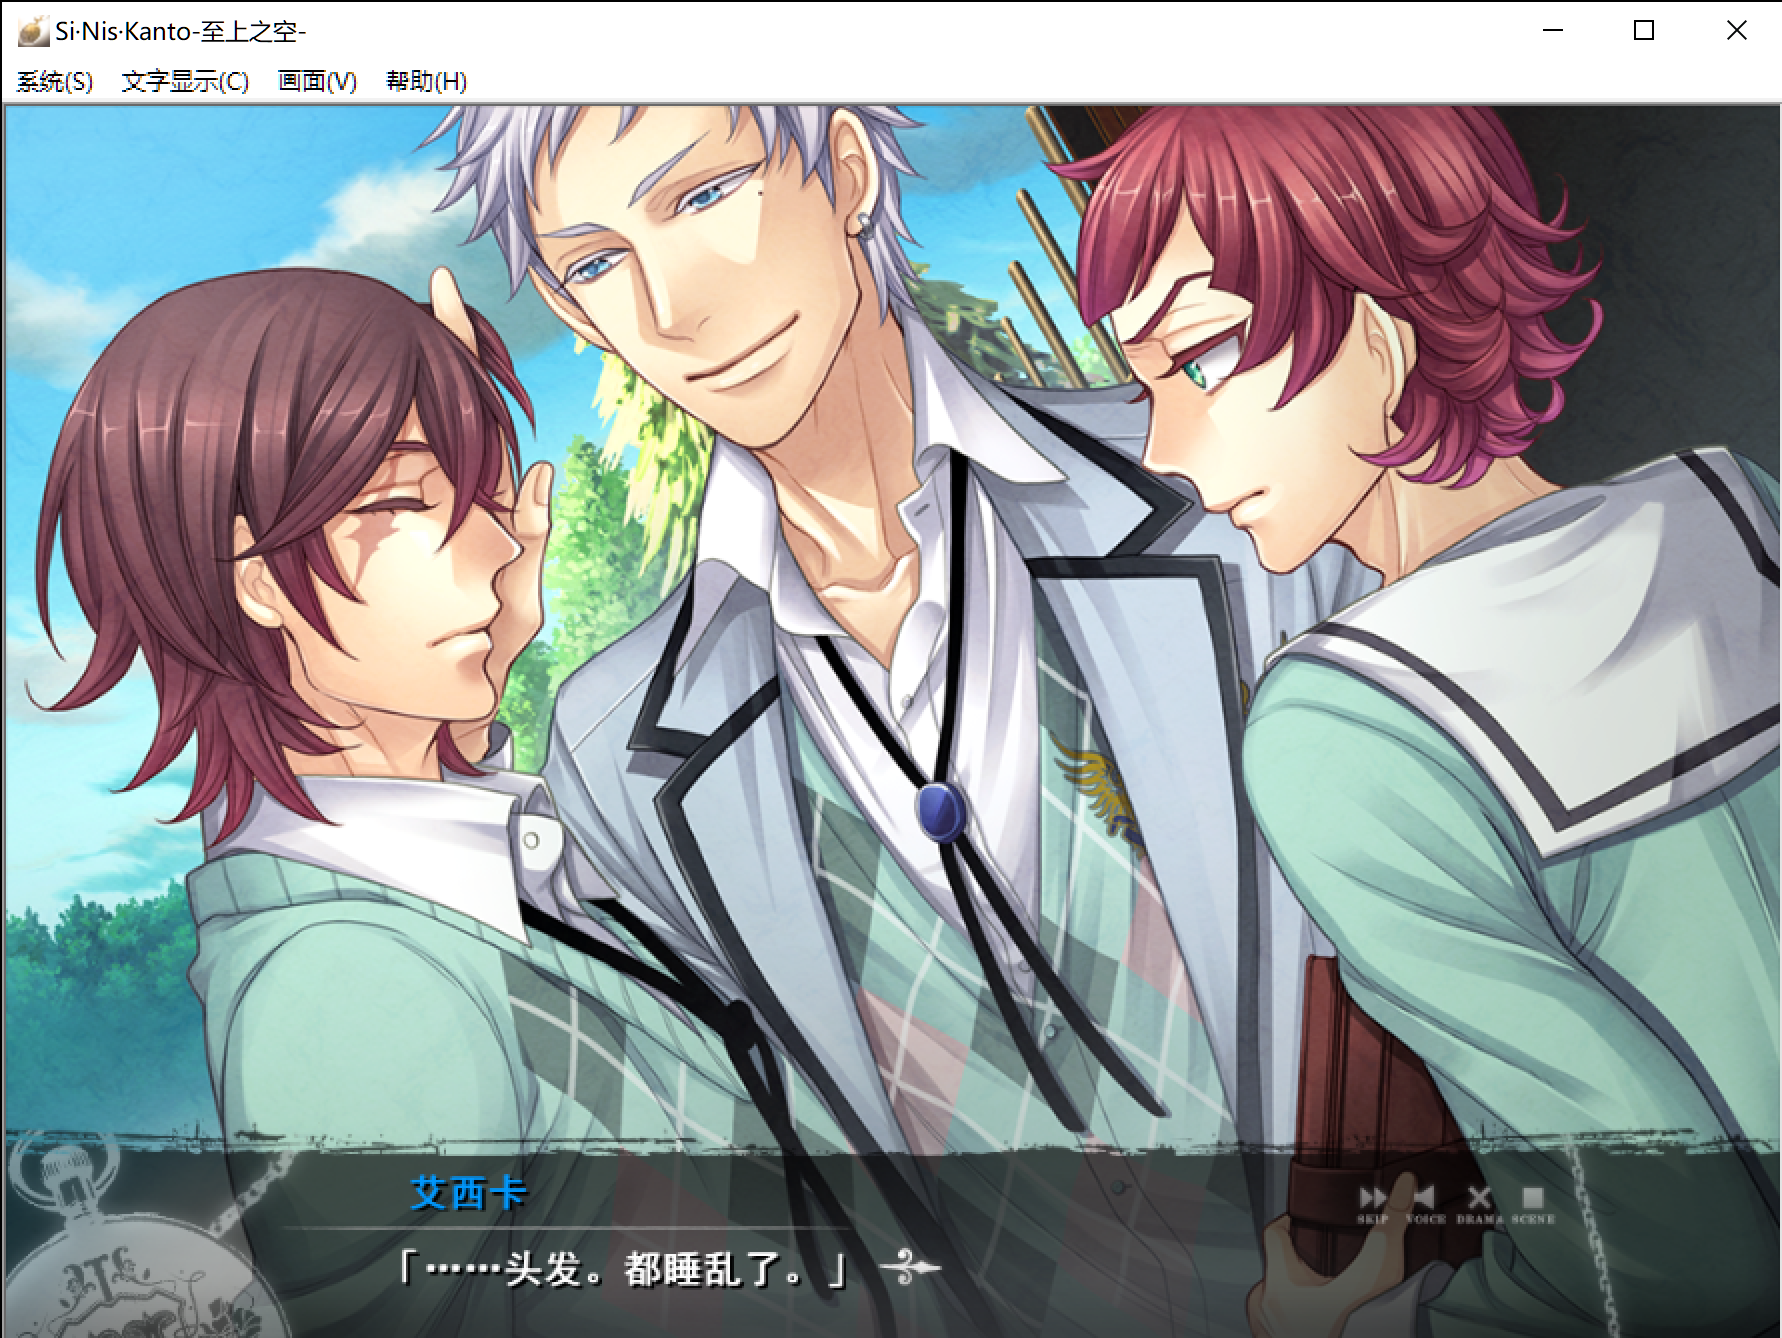 Si·Nis·Kanto-至上之空-
系统(S) 文字显示(C) 画面(V) 帮助(H)
艾西卡
SKIP VOICE DRAMA SCENE
「……头发。都睡乱了。」